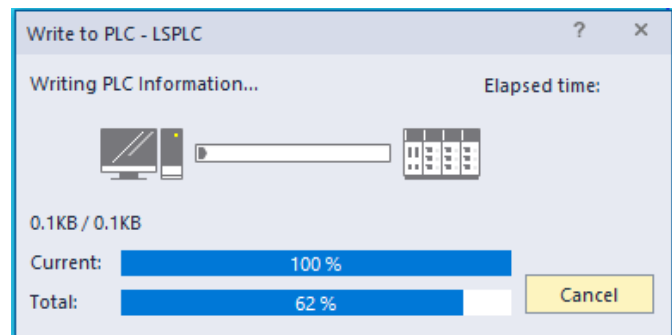 Write to PLC - LSPLC ? ×
Writing PLC Information... Elapsed time:
0.1KB / 0.1KB
Current: 100 %
Total: 62 %
Cancel